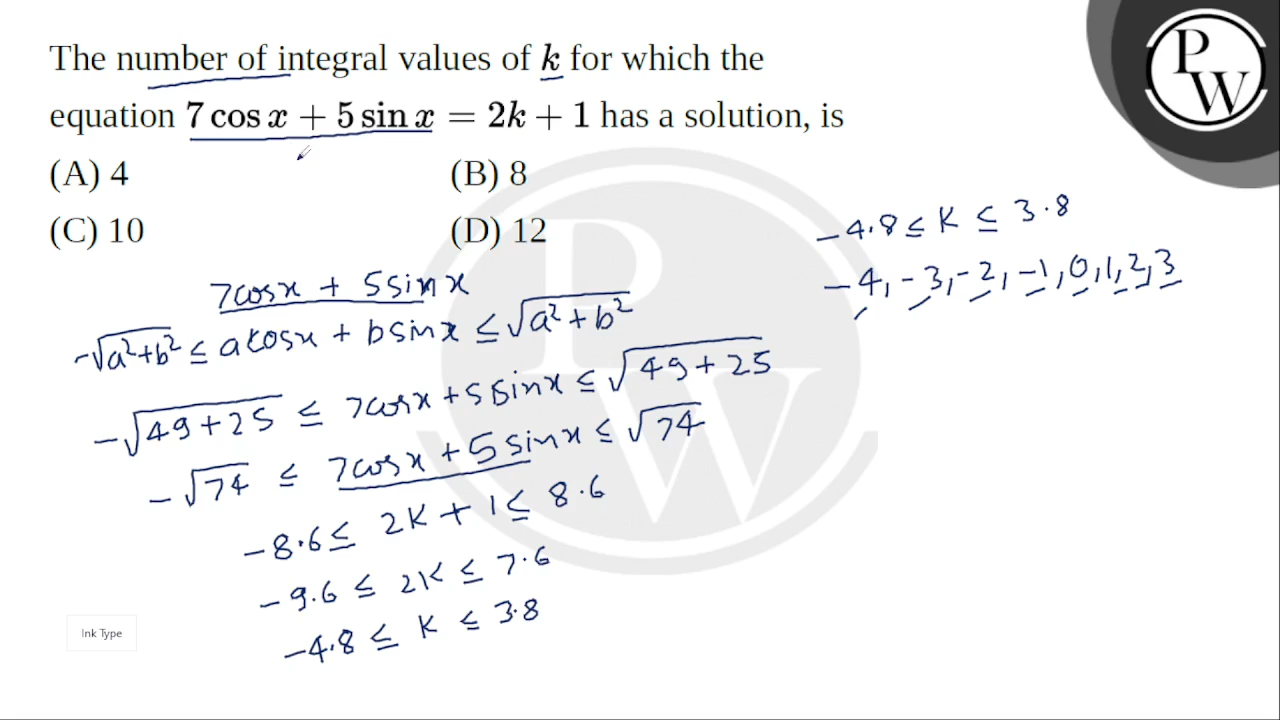 The number of integral values of k for which the
equation 7 cos x + 5 sin x = 2k + 1 has a solution, is
(A) 4 (B) 8
(C) 10 (D) 12
7cosx + 5sinx
-√a²+b² ≤ acosx + bsinx ≤ √a²+b²
-√49+25 ≤ 7cosx+5sinx ≤ √49+25
-√74 ≤ 7cosx+5sinx ≤ √74
-8.6 ≤ 2K+1 ≤ 8.6
-9.6 ≤ 2K ≤ 7.6
-4.8 ≤ K ≤ 3.8
-4.8 ≤ K ≤ 3.8
-4, -3, -2, -1, 0, 1, 2, 3
Ink Type
P
W
P
W